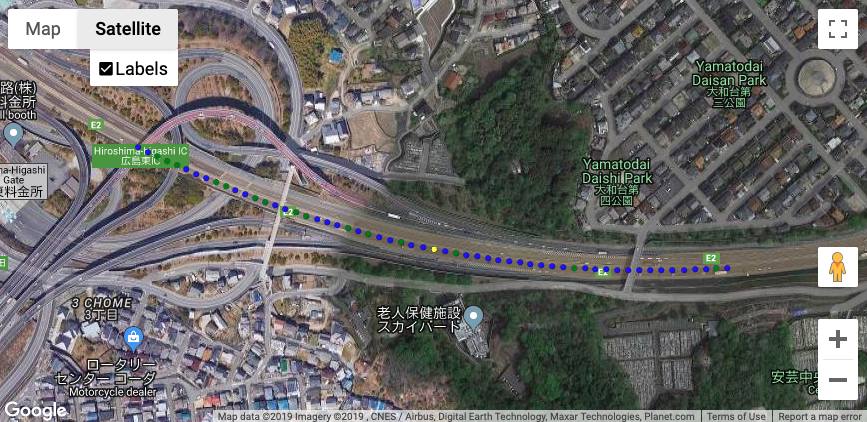 Map
Satellite
Labels
路(株)
料金所
ll booth
E2
Hiroshima-higashi IC
広島東IC
ma-Higashi
Gate
東料金所
E2
Yamatodai
Daisan Park
大和台第
三公園
Yamatodai
Daishi Park
大和台第
四公園
E2
E2
3 CHOME
3丁目
老人保健施設
スカイバード
ロータリー
センター コーダ
Motorcycle dealer
安芸中央
Ce
Google
Map data ©2019 Imagery ©2019 , CNES / Airbus, Digital Earth Technology, Maxar Technologies, Planet.com
Terms of Use
Report a map error